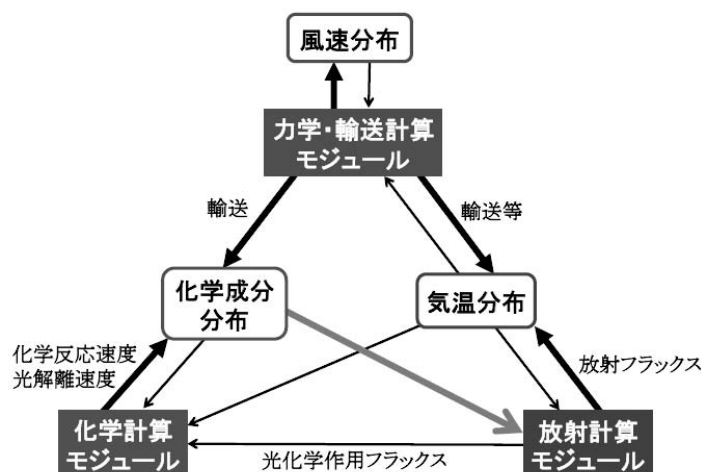 風速分布
力学・輸送計算
モジュール
輸送
輸送等
化学成分
分布
気温分布
化学反応速度
光解離速度
放射フラックス
化学計算
モジュール
光化学作用フラックス
放射計算
モジュール